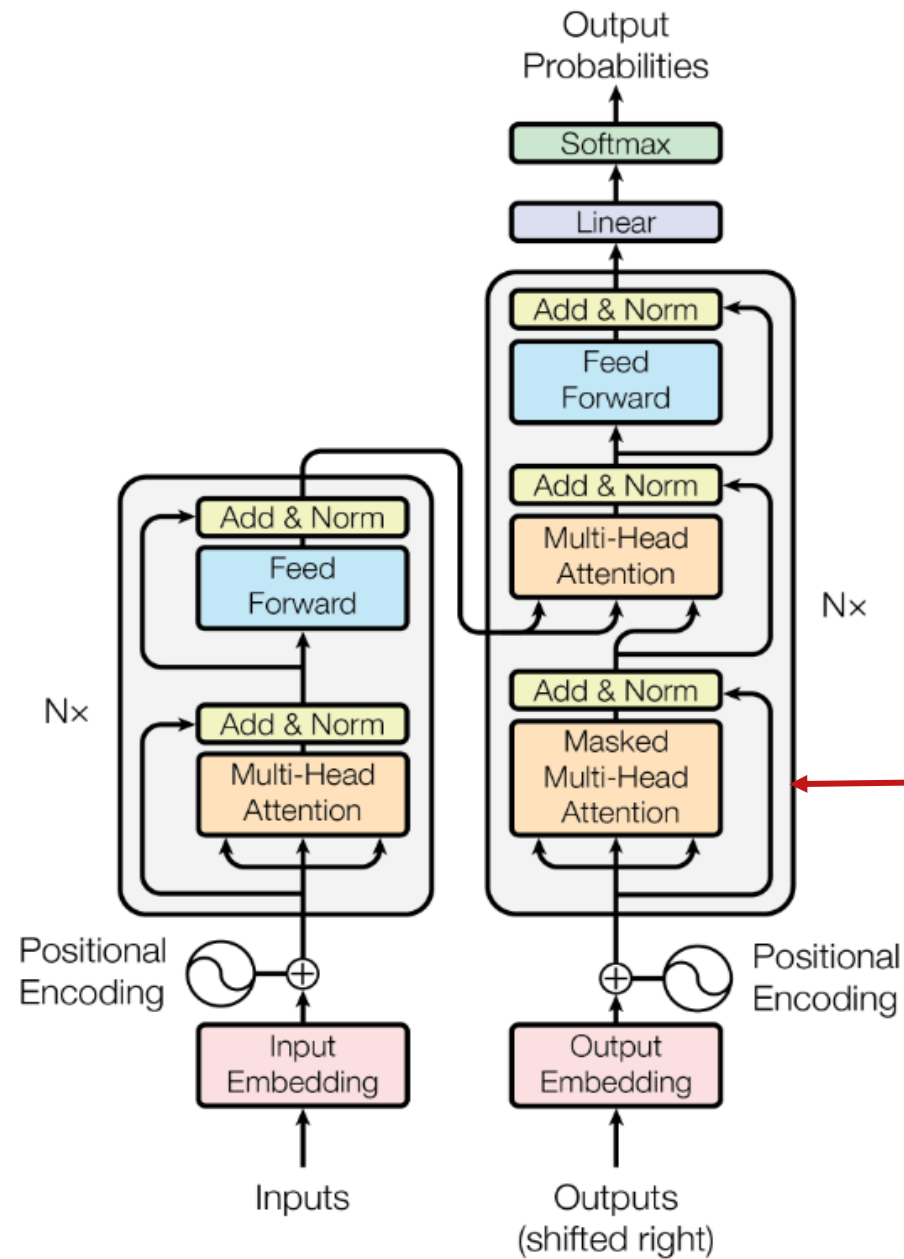 Output
Probabilities
Softmax
Linear
Add & Norm
Feed
Forward
Add & Norm
Multi-Head
Attention
Nx
Add & Norm
Masked
Multi-Head
Attention
Positional
Encoding
Output
Embedding
Outputs
(shifted right)
Add & Norm
Feed
Forward
Nx
Add & Norm
Multi-Head
Attention
Positional
Encoding
Input
Embedding
Inputs